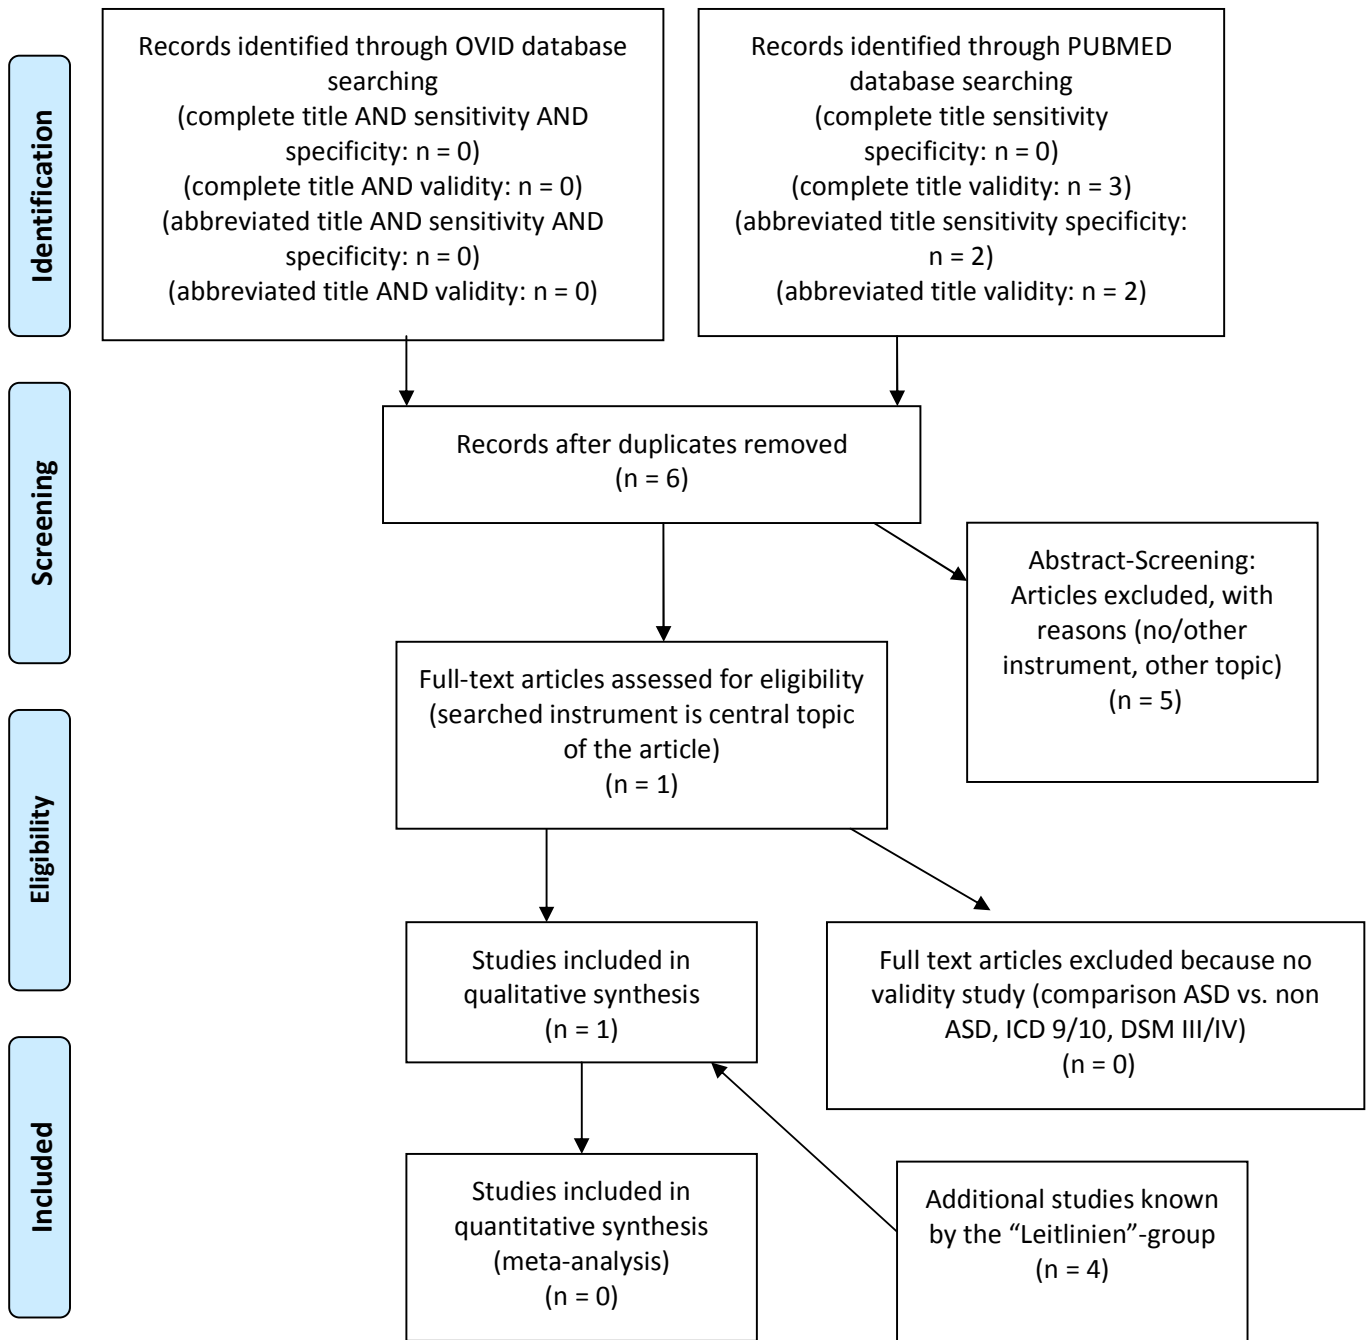 Identification
Records identified through OVID database
searching
(complete title AND sensitivity AND
specificity: n = 0)
(complete title AND validity: n = 0)
(abbreviated title AND sensitivity AND
specificity: n = 0)
(abbreviated title AND validity: n = 0)
Records identified through PUBMED
database searching
(complete title sensitivity
specificity: n = 0)
(complete title validity: n = 3)
(abbreviated title sensitivity specificity:
n = 2)
(abbreviated title validity: n = 2)
Screening
Records after duplicates removed
(n = 6)
Abstract-Screening:
Articles excluded, with
reasons (no/other
instrument, other topic)
(n = 5)
Eligibility
Full-text articles assessed for eligibility
(searched instrument is central topic
of the article)
(n = 1)
Studies included in
qualitative synthesis
(n = 1)
Full text articles excluded because no
validity study (comparison ASD vs. non
ASD, ICD 9/10, DSM III/IV)
(n = 0)
Included
Studies included in
quantitative synthesis
(meta-analysis)
(n = 0)
Additional studies known
by the “Leitlinien”-group
(n = 4)